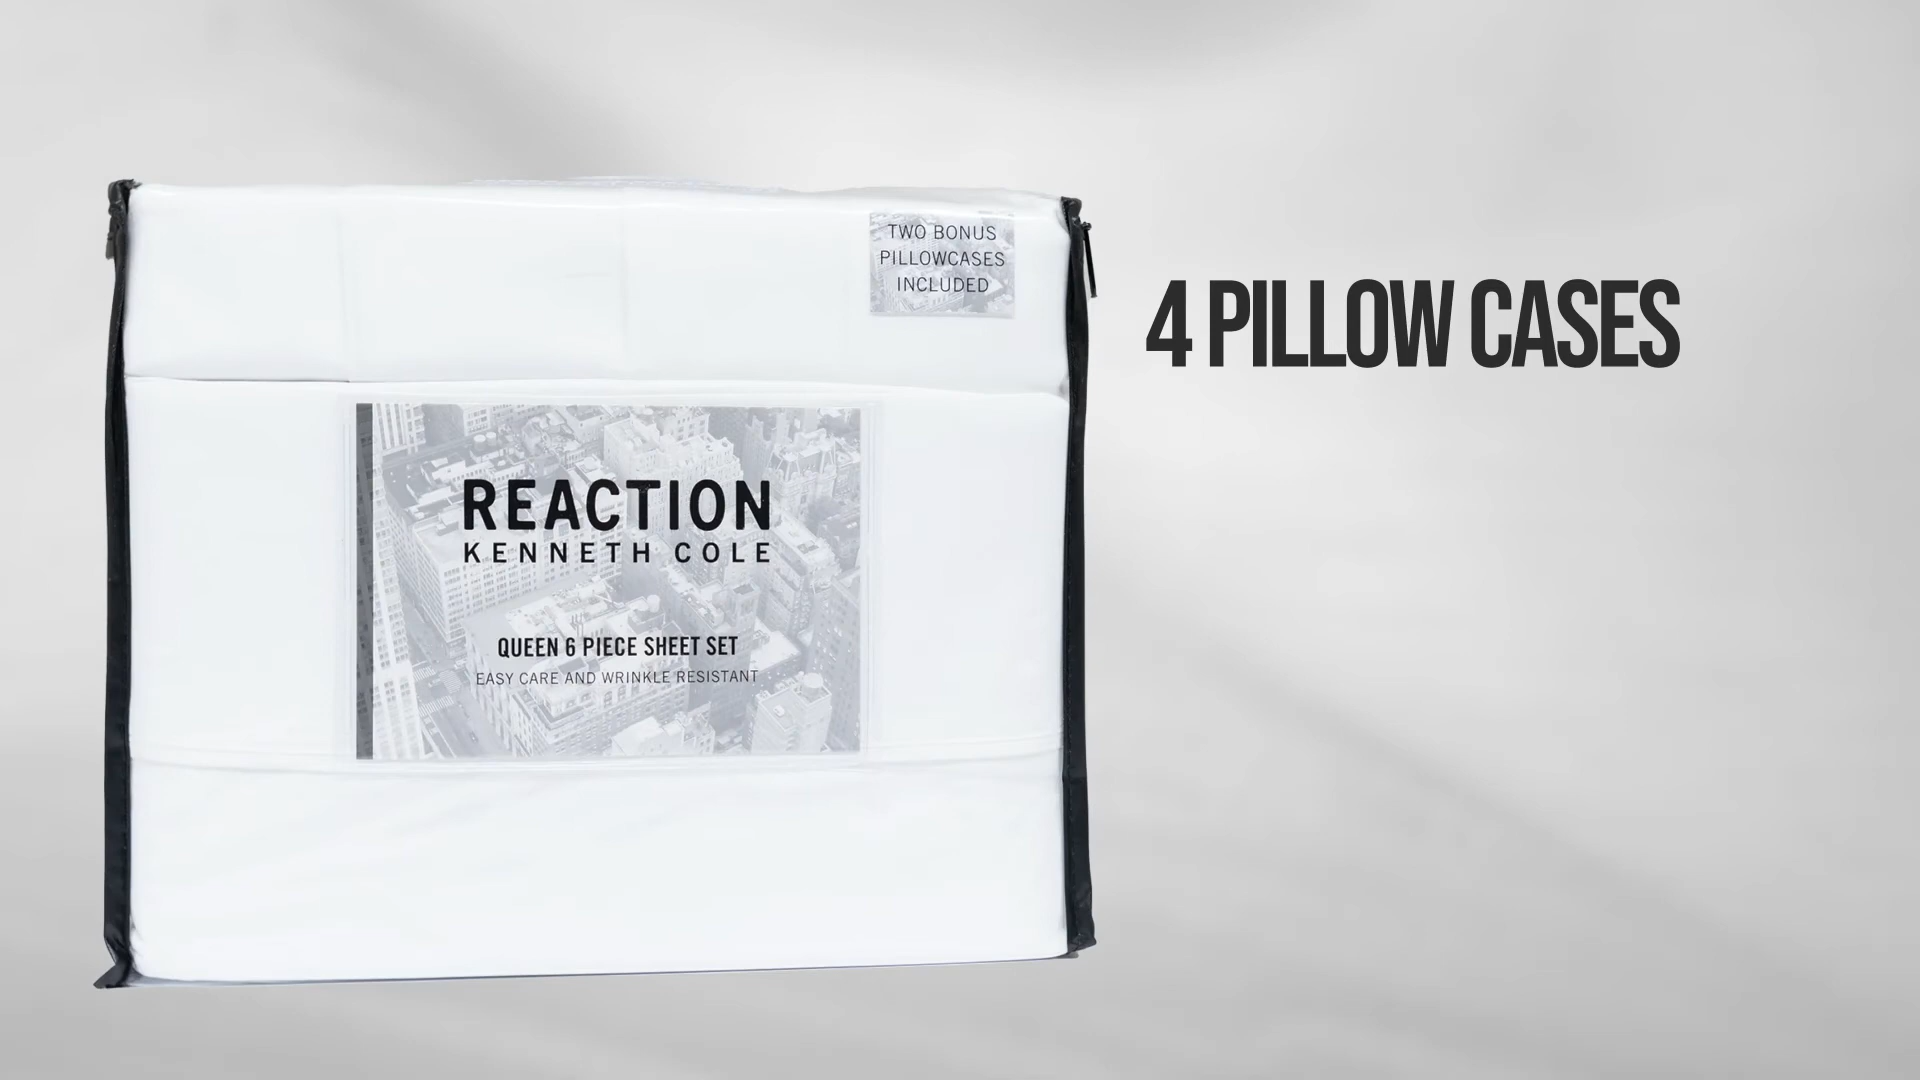 TWO BONUS
PILLOWCASES
INCLUDED
4 PILLOW CASES
REACTION
KENNETH COLE
QUEEN 6 PIECE SHEET SET
EASY CARE AND WRINKLE RESISTANT